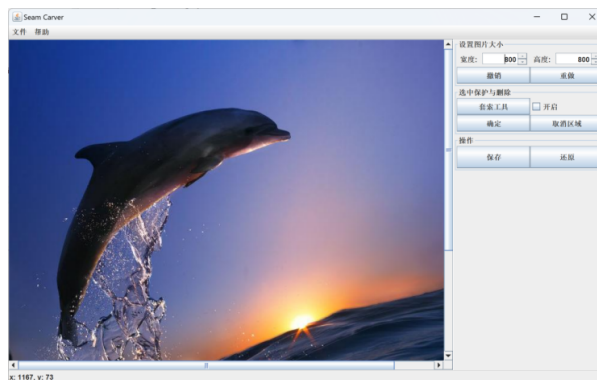 Seam Carver
文件 帮助
设置图片大小
宽度: 800 高度: 800
撤销 重做
选中保护与删除
套索工具 开启
确定 取消区域
操作
保存 还原
x: 1167, y: 73